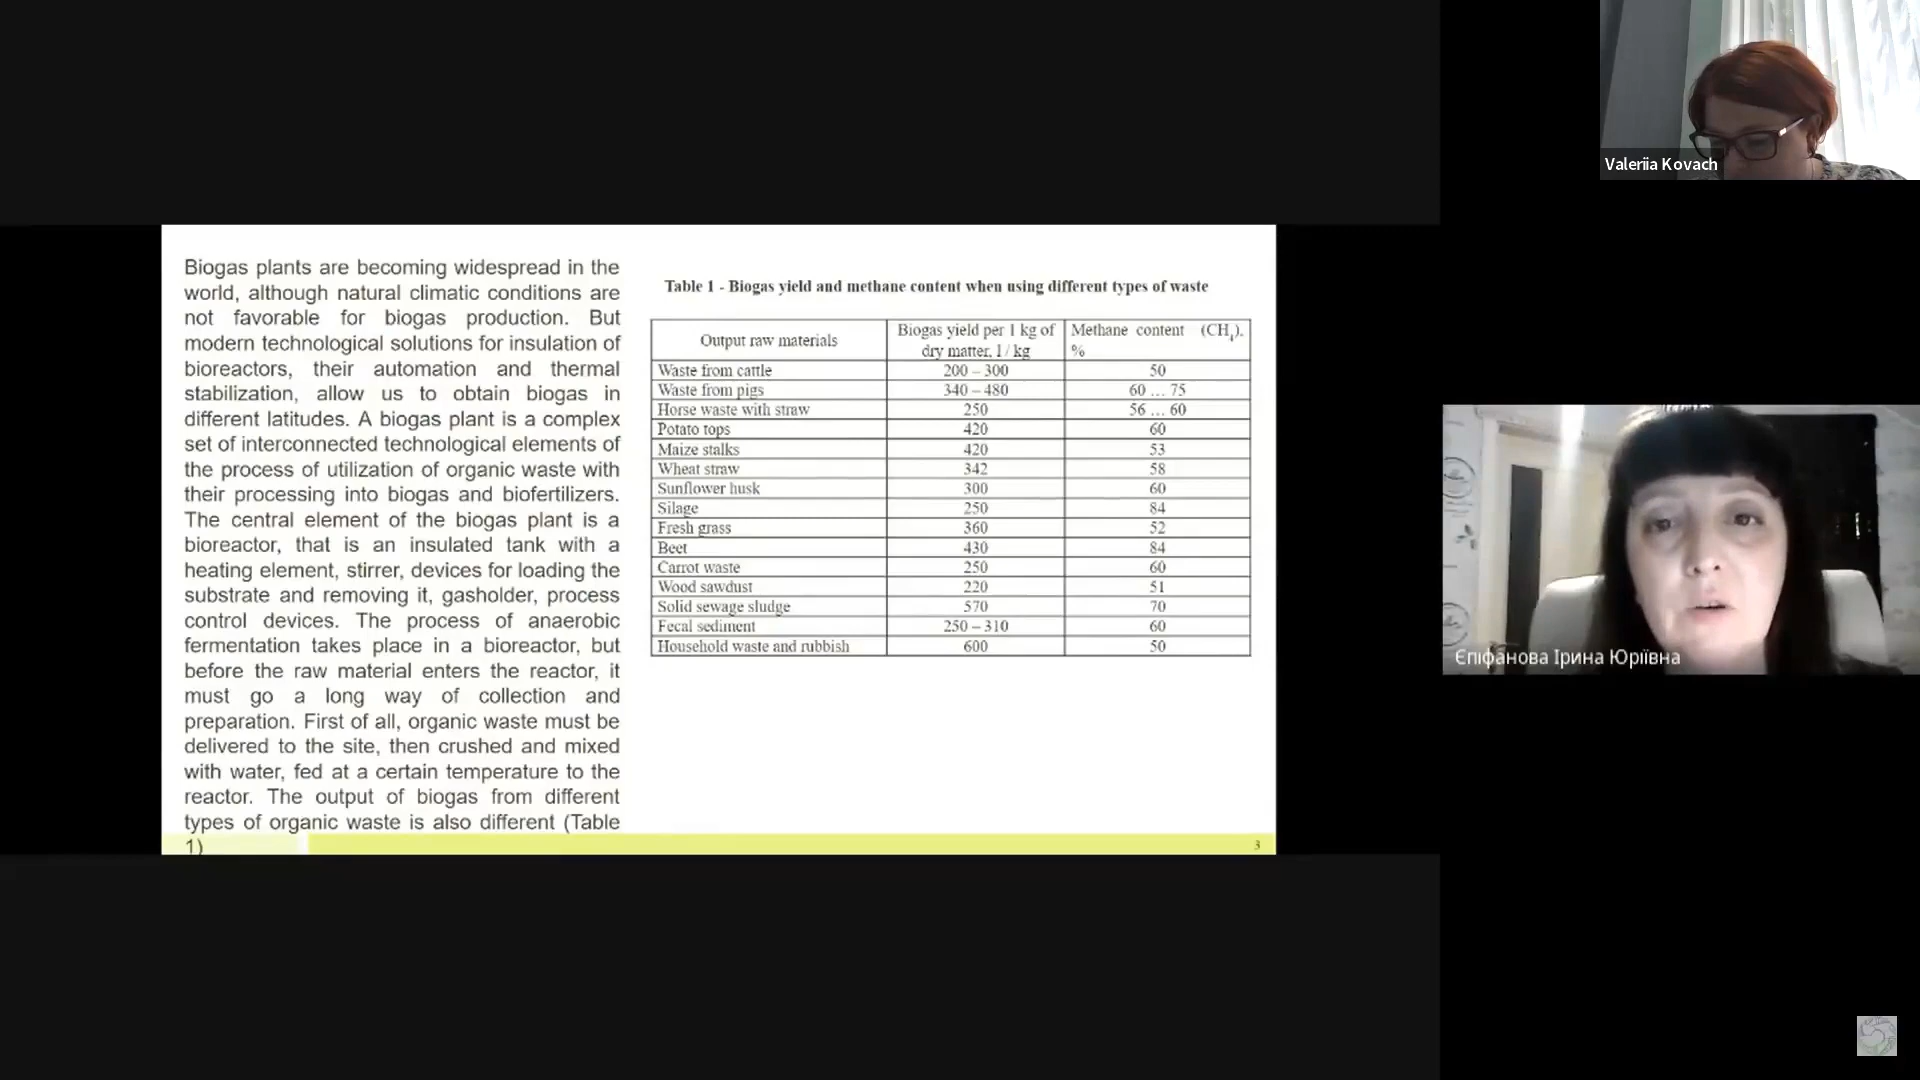 Valeriia Kovach
Biogas plants are becoming widespread in the
world, although natural climatic conditions are
not favorable for biogas production. But
modern technological solutions for insulation of
bioreactors, their automation and thermal
stabilization, allow us to obtain biogas in
different latitudes. A biogas plant is a complex
set of interconnected technological elements of
the process of utilization of organic waste with
their processing into biogas and biofertilizers.
The central element of the biogas plant is a
bioreactor, that is an insulated tank with a
heating element, stirrer, devices for loading the
substrate and removing it, gasholder, process
control devices. The process of anaerobic
fermentation takes place in a bioreactor, but
before the raw material enters the reactor, it
must go a long way of collection and
preparation. First of all, organic waste must be
delivered to the site, then crushed and mixed
with water, fed at a certain temperature to the
reactor. The output of biogas from different
types of organic waste is also different (Table
1)
Table 1 - Biogas yield and methane content when using different types of waste
Output raw materials
Biogas yield per 1 kg of
dry matter, l / kg
Methane content (CH₄),
%
Waste from cattle 200 – 300 50
Waste from pigs 340 – 480 60 … 75
Horse waste with straw 250 56 … 60
Potato tops 420 60
Maize stalks 420 53
Wheat straw 342 58
Sunflower husk 300 60
Silage 250 84
Fresh grass 360 52
Beet 430 84
Carrot waste 250 60
Wood sawdust 220 51
Solid sewage sludge 570 70
Fecal sediment 250 – 310 60
Household waste and rubbish 600 50
3
Єпіфанова Ірина Юріївна